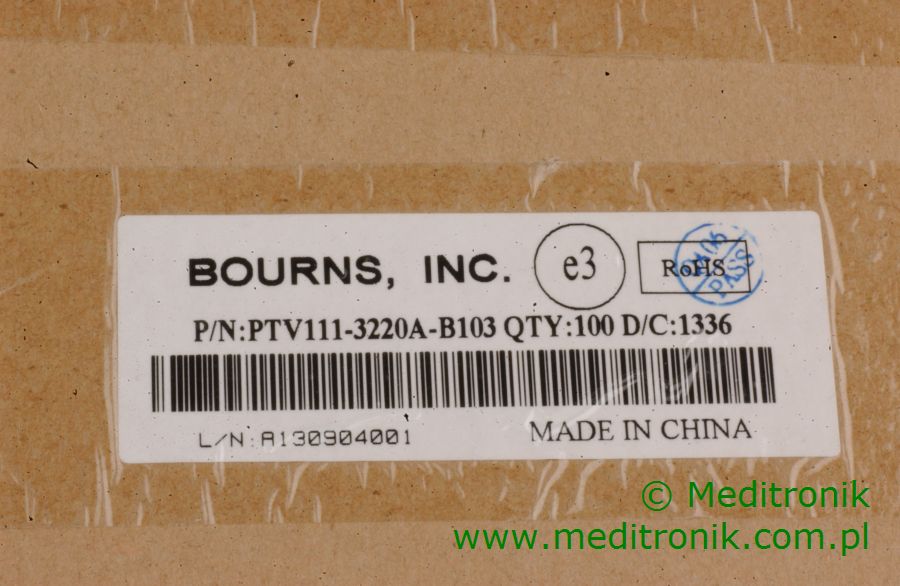 BOURNS, INC. e3 RoHS
PASS
P/N:PTV111-3220A-B103 QTY:100 D/C:1336
L/N:A130904001 MADE IN CHINA
© Meditronik
www.meditronik.com.pl